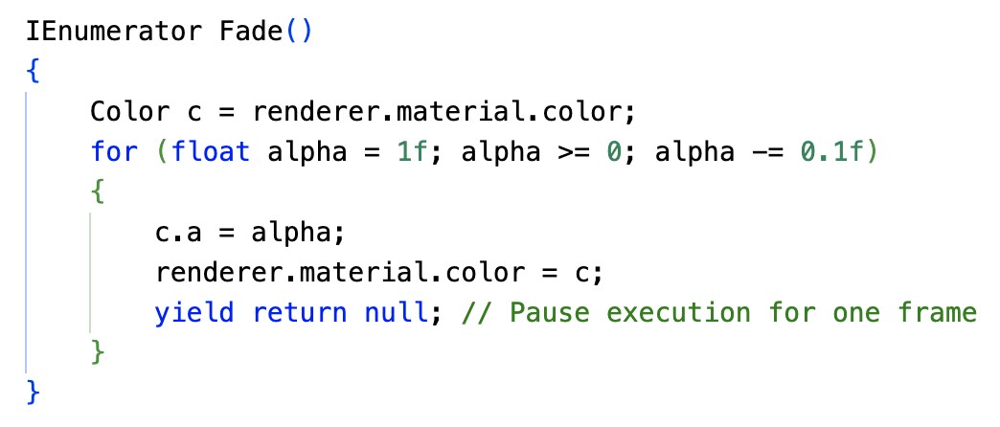 IEnumerator Fade()
{
    Color c = renderer.material.color;
    for (float alpha = 1f; alpha >= 0; alpha -= 0.1f)
    {
        c.a = alpha;
        renderer.material.color = c;
        yield return null; // Pause execution for one frame
    }
}